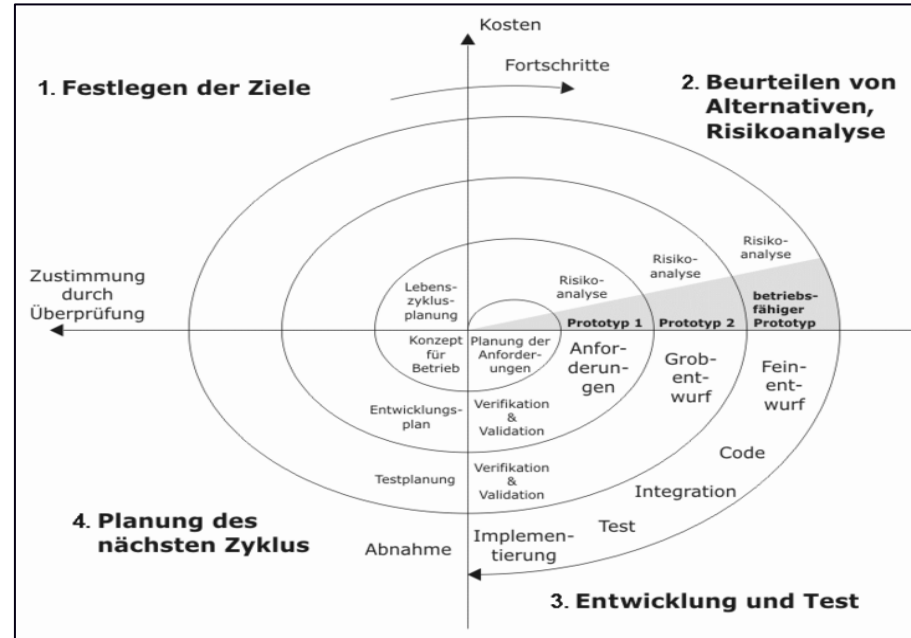 Kosten
Fortschritte
1. Festlegen der Ziele
2. Beurteilen von
Alternativen,
Risikoanalyse
Zustimmung
durch
Überprüfung
Lebens-
zyklus-
planung
Risiko-
analyse
Risiko-
analyse
Risiko-
analyse
Prototyp 1
Prototyp 2
betriebs-
fähiger
Prototyp
Konzept
für
Betrieb
Planung der
Anforder-
ungen
Anfor-
derun-
gen
Grob-
ent-
wurf
Fein-
ent-
wurf
Entwicklungs-
plan
Verifikation
&
Validation
Code
Testplanung
Verifikation
&
Validation
Integration
Test
4. Planung des
nächsten Zyklus
Abnahme
Implemen-
tierung
3. Entwicklung und Test